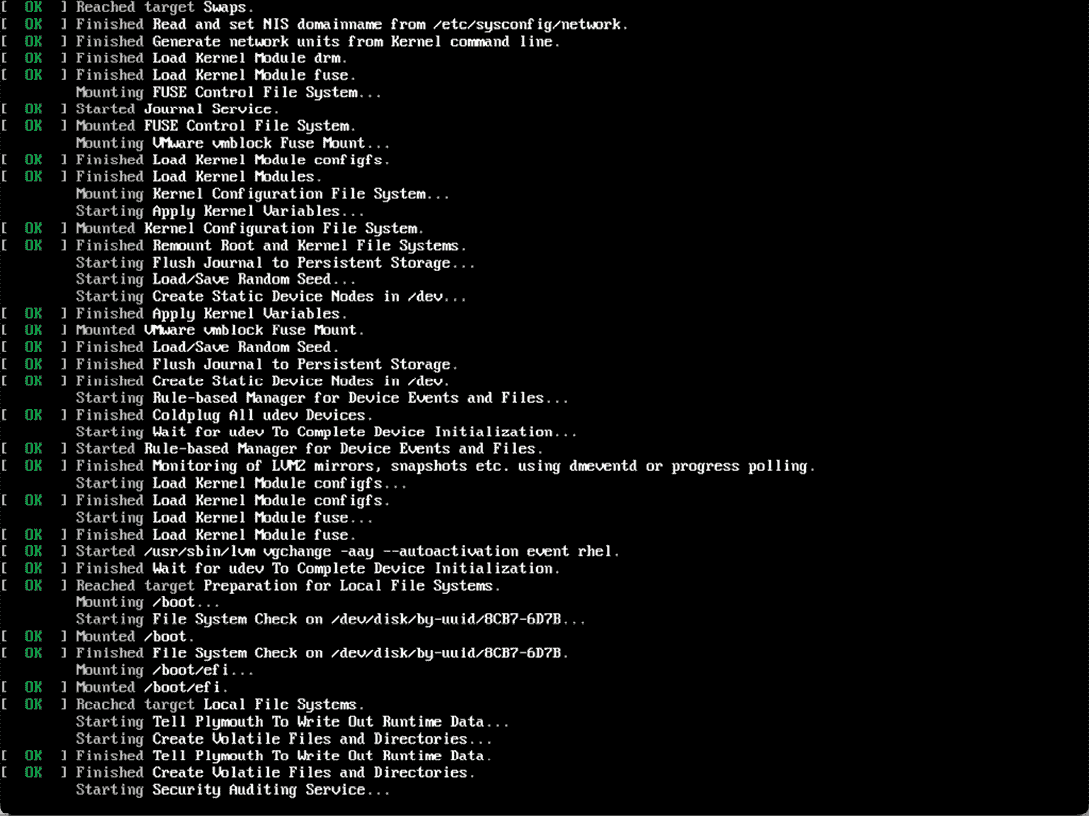 [  OK  ] Reached target Swaps.
[  OK  ] Finished Read and set NIS domainname from /etc/sysconfig/network.
[  OK  ] Finished Generate network units from Kernel command line.
[  OK  ] Finished Load Kernel Module drm.
[  OK  ] Finished Load Kernel Module fuse.
         Mounting FUSE Control File System...
[  OK  ] Started Journal Service.
[  OK  ] Mounted FUSE Control File System.
         Mounting VMware vmblock Fuse Mount...
[  OK  ] Finished Load Kernel Module configfs.
[  OK  ] Finished Load Kernel Modules.
         Mounting Kernel Configuration File System...
         Starting Apply Kernel Variables...
[  OK  ] Mounted Kernel Configuration File System.
[  OK  ] Finished Remount Root and Kernel File Systems.
         Starting Flush Journal to Persistent Storage...
         Starting Load/Save Random Seed...
         Starting Create Static Device Nodes in /dev...
[  OK  ] Finished Apply Kernel Variables.
[  OK  ] Mounted VMware vmblock Fuse Mount.
[  OK  ] Finished Load/Save Random Seed.
[  OK  ] Finished Flush Journal to Persistent Storage.
[  OK  ] Finished Create Static Device Nodes in /dev.
         Starting Rule-based Manager for Device Events and Files...
[  OK  ] Finished Coldplug All udev Devices.
         Starting Wait for udev To Complete Device Initialization...
[  OK  ] Started Rule-based Manager for Device Events and Files.
[  OK  ] Finished Monitoring of LVM2 mirrors, snapshots etc. using dmeventd or progress polling.
         Starting Load Kernel Module configfs...
[  OK  ] Finished Load Kernel Module configfs.
         Starting Load Kernel Module fuse...
[  OK  ] Finished Load Kernel Module fuse.
[  OK  ] Started /usr/sbin/lvm vgchange -aay --autoactivation event rhel.
[  OK  ] Finished Wait for udev To Complete Device Initialization.
[  OK  ] Reached target Preparation for Local File Systems.
         Mounting /boot...
         Starting File System Check on /dev/disk/by-uuid/8CB7-6D7B...
[  OK  ] Mounted /boot.
[  OK  ] Finished File System Check on /dev/disk/by-uuid/8CB7-6D7B.
         Mounting /boot/efi...
[  OK  ] Mounted /boot/efi.
[  OK  ] Reached target Local File Systems.
         Starting Tell Plymouth To Write Out Runtime Data...
         Starting Create Volatile Files and Directories...
[  OK  ] Finished Tell Plymouth To Write Out Runtime Data.
[  OK  ] Finished Create Volatile Files and Directories.
         Starting Security Auditing Service...